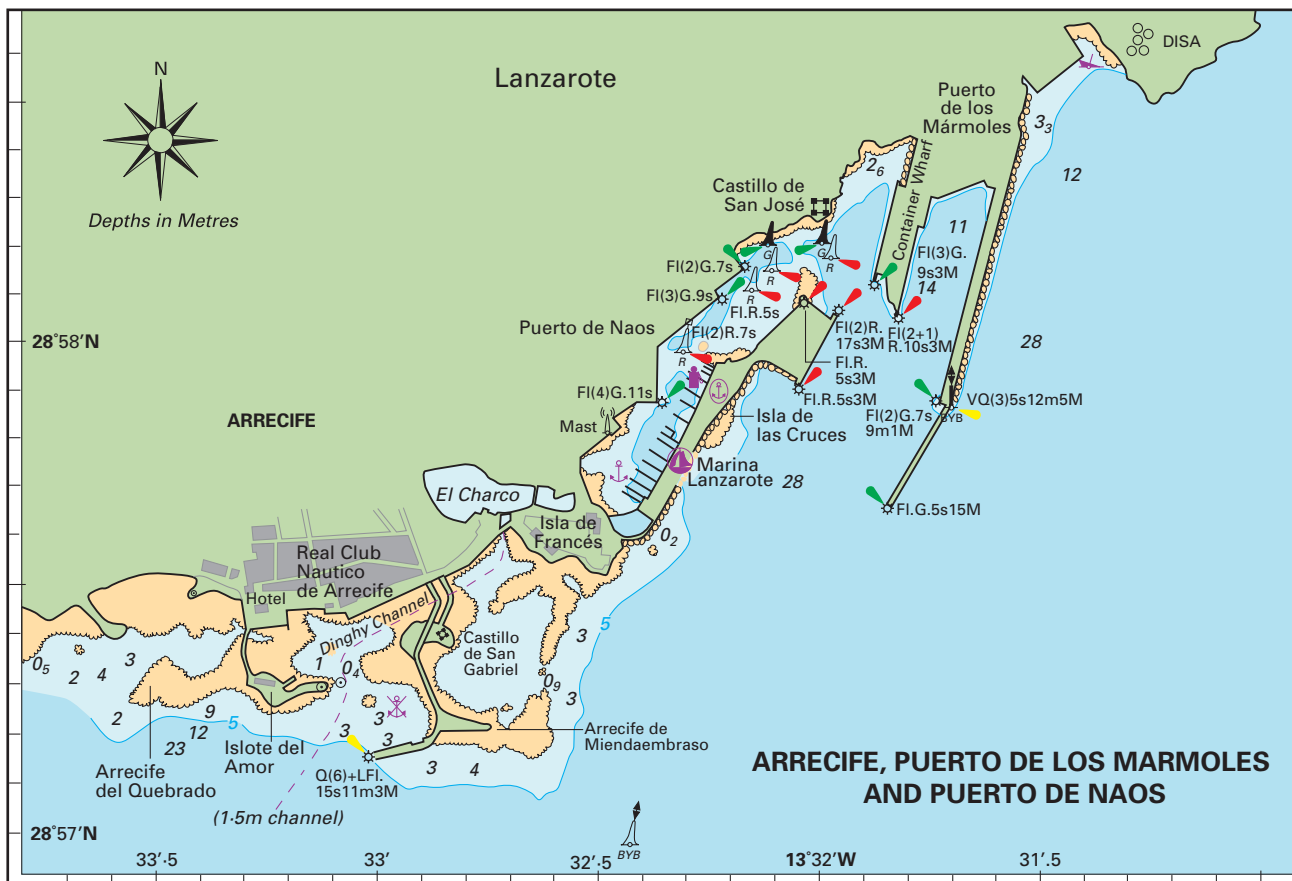 DISA
Lanzarote
N
Puerto
de los
Mármoles
3₃
12
Depths in Metres
2₆
Castillo de
San José
Container Wharf
11
Fl(3)G.
9s3M
14
G
G
R
R
R
Fl(2)G.7s
Fl(3)G.9s
Fl.R.5s
Puerto de Naos
Fl(2)R.7s
R
Fl(2)R.
17s3M
Fl(2+1)
R.10s3M
28
28°58'N
Fl.R.
5s3M
Fl.R.5s3M
Fl(4)G.11s
VQ(3)5s12m5M
Fl(2)G.7s
9m1M
BYB
Mast
ARRECIFE
Isla de
las Cruces
Marina
Lanzarote
28
El Charco
Fl.G.5s15M
Isla de
Francés
0₂
Real Club
Nautico
de Arrecife
Hotel
Dinghy Channel
Castillo
de San
Gabriel
3
5
0₅
2
4
3
1
0₄
0₉
3
2
9
12
5
23
3
3
3
3
4
Arrecife
del Quebrado
Islote del
Amor
Arrecife de
Miendaembraso
Q(6)+LFl.
15s11m3M
(1·5m channel)
ARRECIFE, PUERTO DE LOS MARMOLES
AND PUERTO DE NAOS
28°57'N
BYB
33'·5
33'
32'·5
13°32'W
31'·5